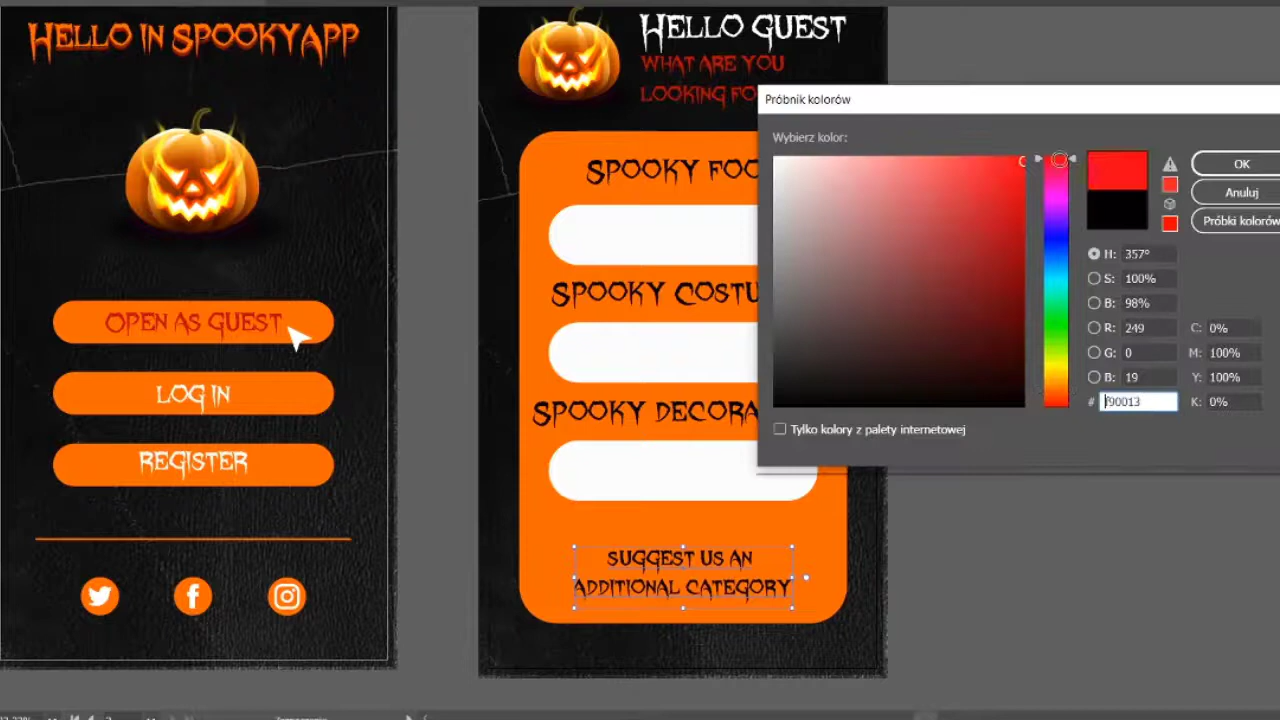 Hello in SpookyApp
Open as guest
Log in
Register
Hello Guest
What are you
looking fo
Spooky foo
Spooky Costu
Spooky decora
Suggest us an
additional category
Próbnik kolorów
Wybierz kolor:
OK
Anuluj
Próbki kolorów
H: 357°
S: 100%
B: 98%
R: 249 C: 0%
G: 0 M: 100%
B: 19 Y: 100%
# f90013 K: 0%
Tylko kolory z palety internetowej